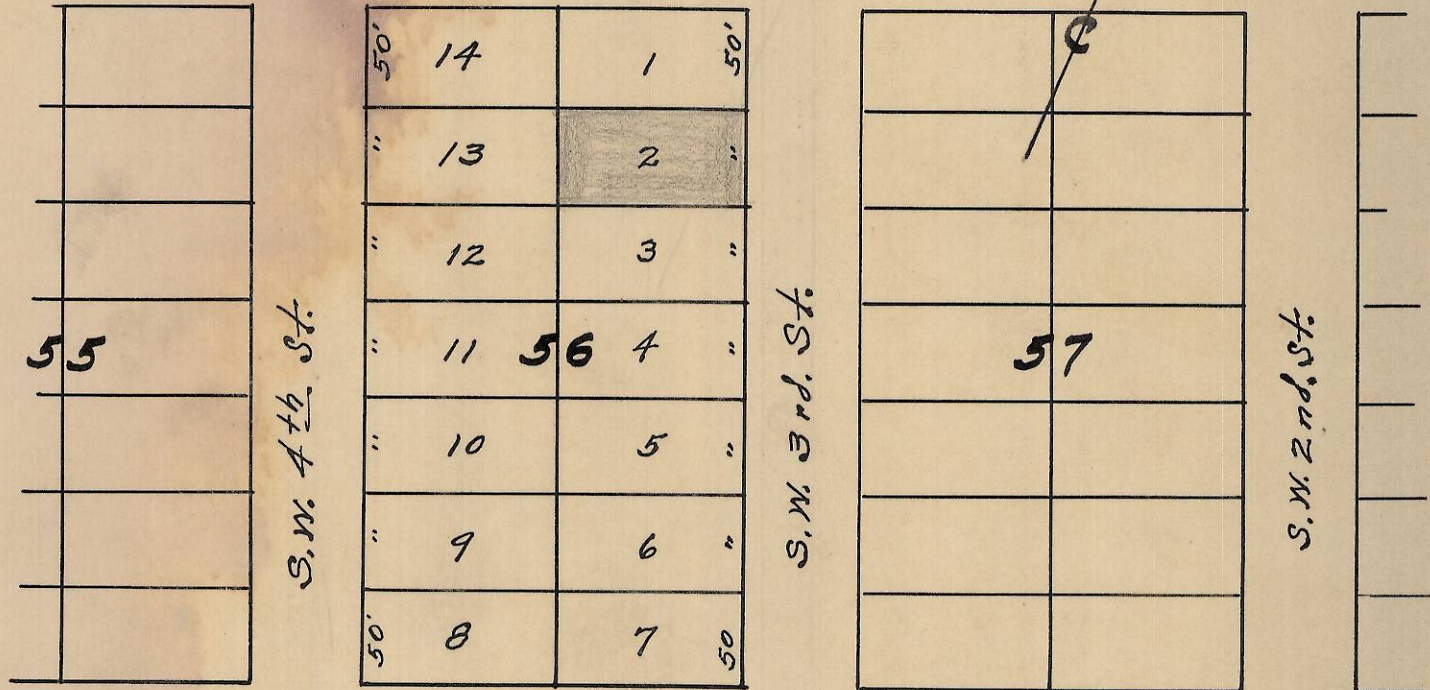 50' 14 1 50' C
" 13 2 "
" 12 3 "
55 S.W. 4th St. " 11 56 4 " S.W. 3rd. St. 57 S.W. 2nd. St.
" 10 5 "
" 9 6 "
50' 8 7 50